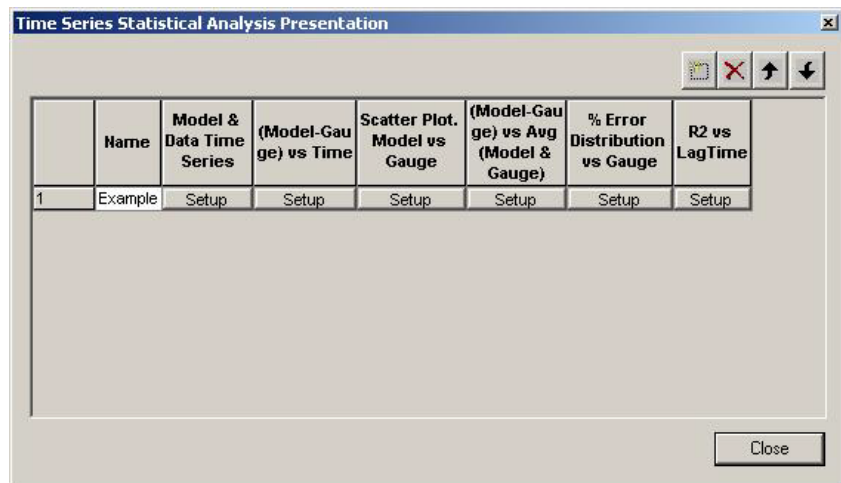 Time Series Statistical Analysis Presentation
Name
Model &
Data Time
Series
(Model-Gau
ge) vs Time
Scatter Plot.
Model vs
Gauge
(Model-Gau
ge) vs Avg
(Model &
Gauge)
% Error
Distribution
vs Gauge
R2 vs
LagTime
1 Example Setup Setup Setup Setup Setup Setup
Close